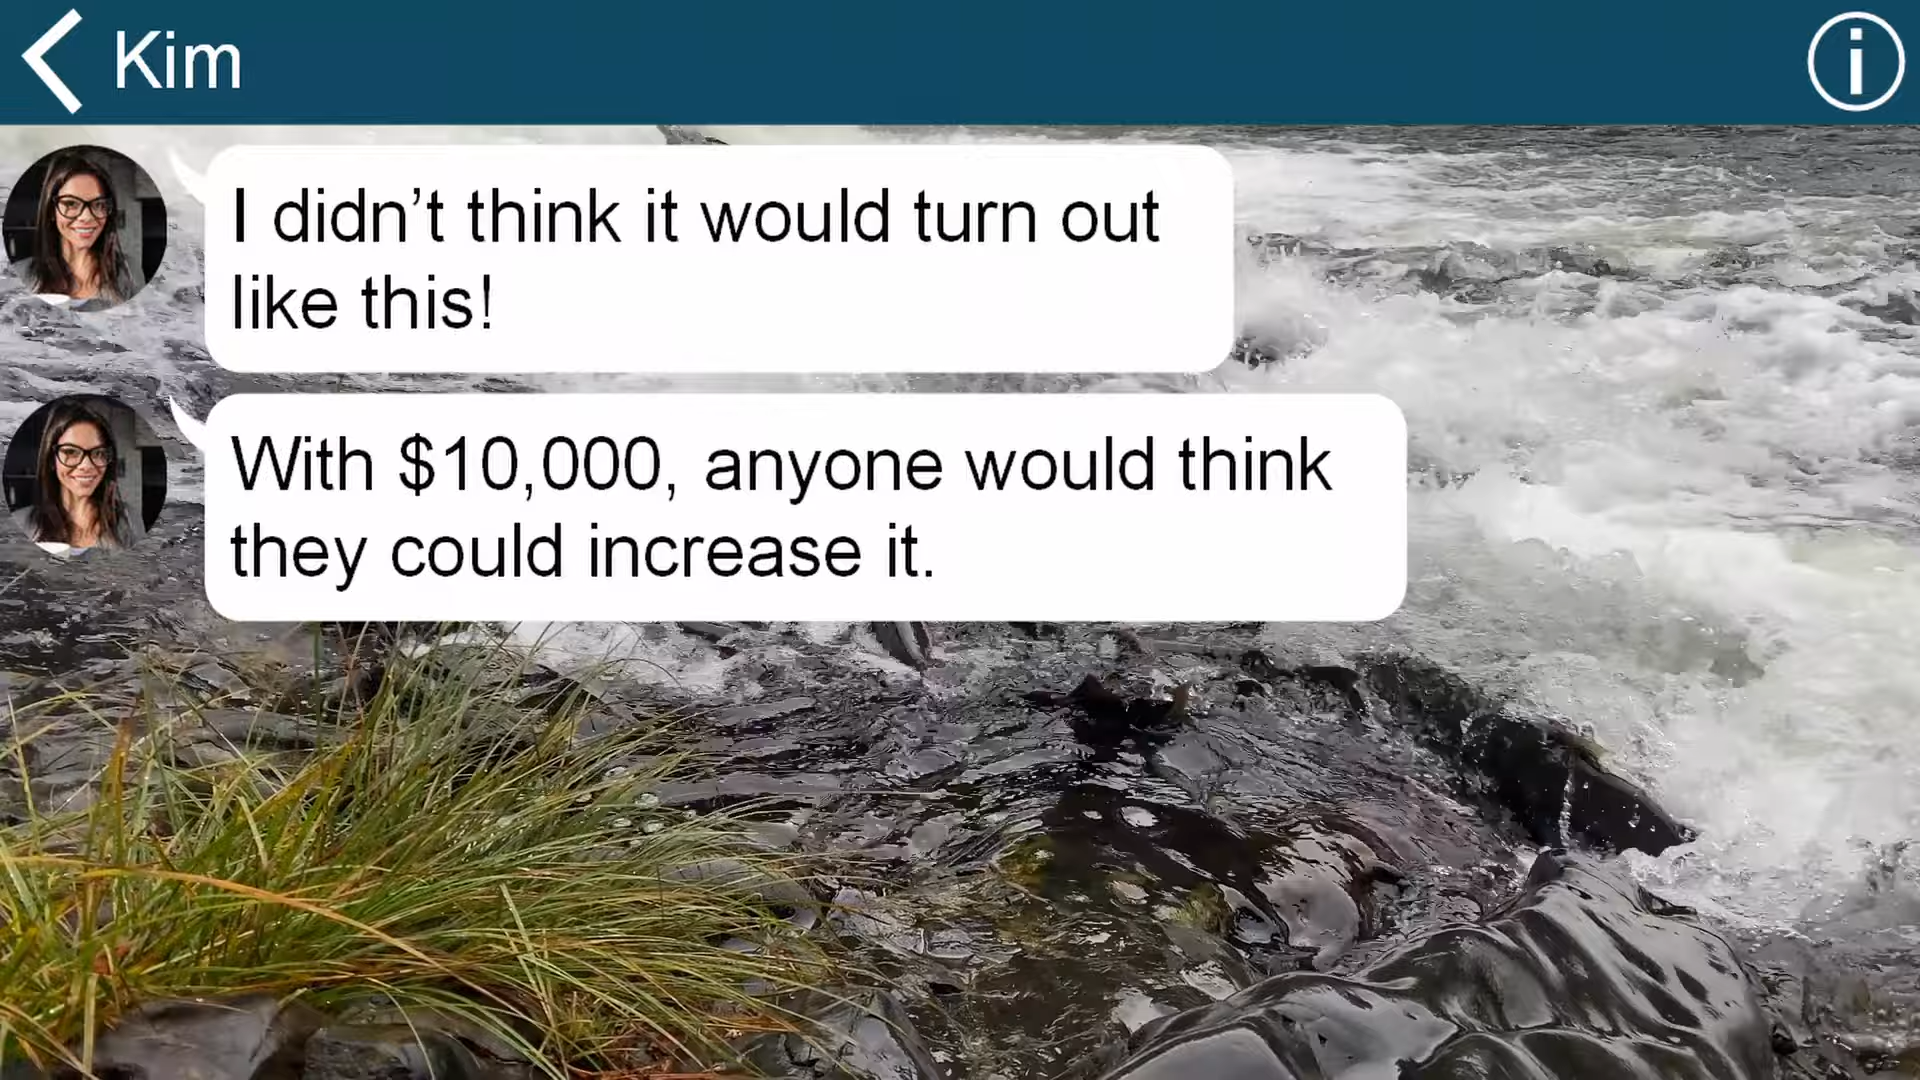 Kim
I didn’t think it would turn out
like this!
With $10,000, anyone would think
they could increase it.